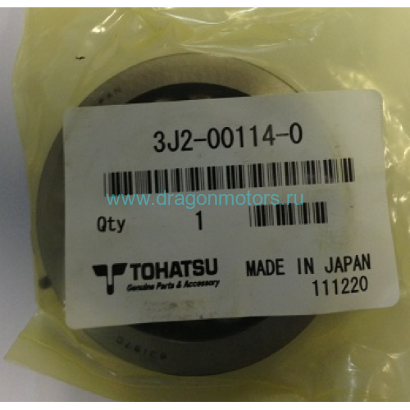 3J2-00114-0
www.dragonmotors.ru
Qty 1
TOHATSU
Genuine Parts & Accessory
MADE IN JAPAN
111220